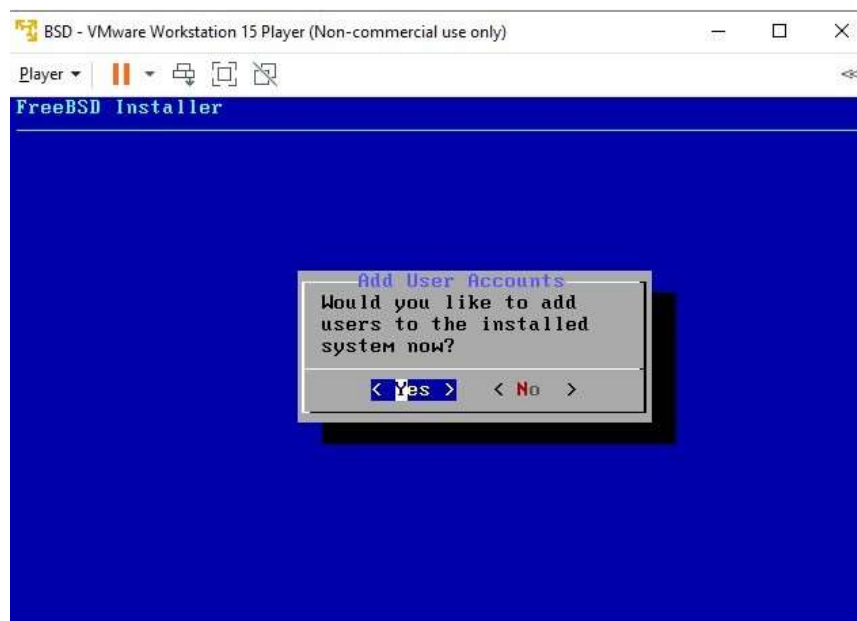 BSD - VMware Workstation 15 Player (Non-commercial use only)
Player
FreeBSD Installer
Add User Accounts
Would you like to add
users to the installed
system now?
< Yes > < No >